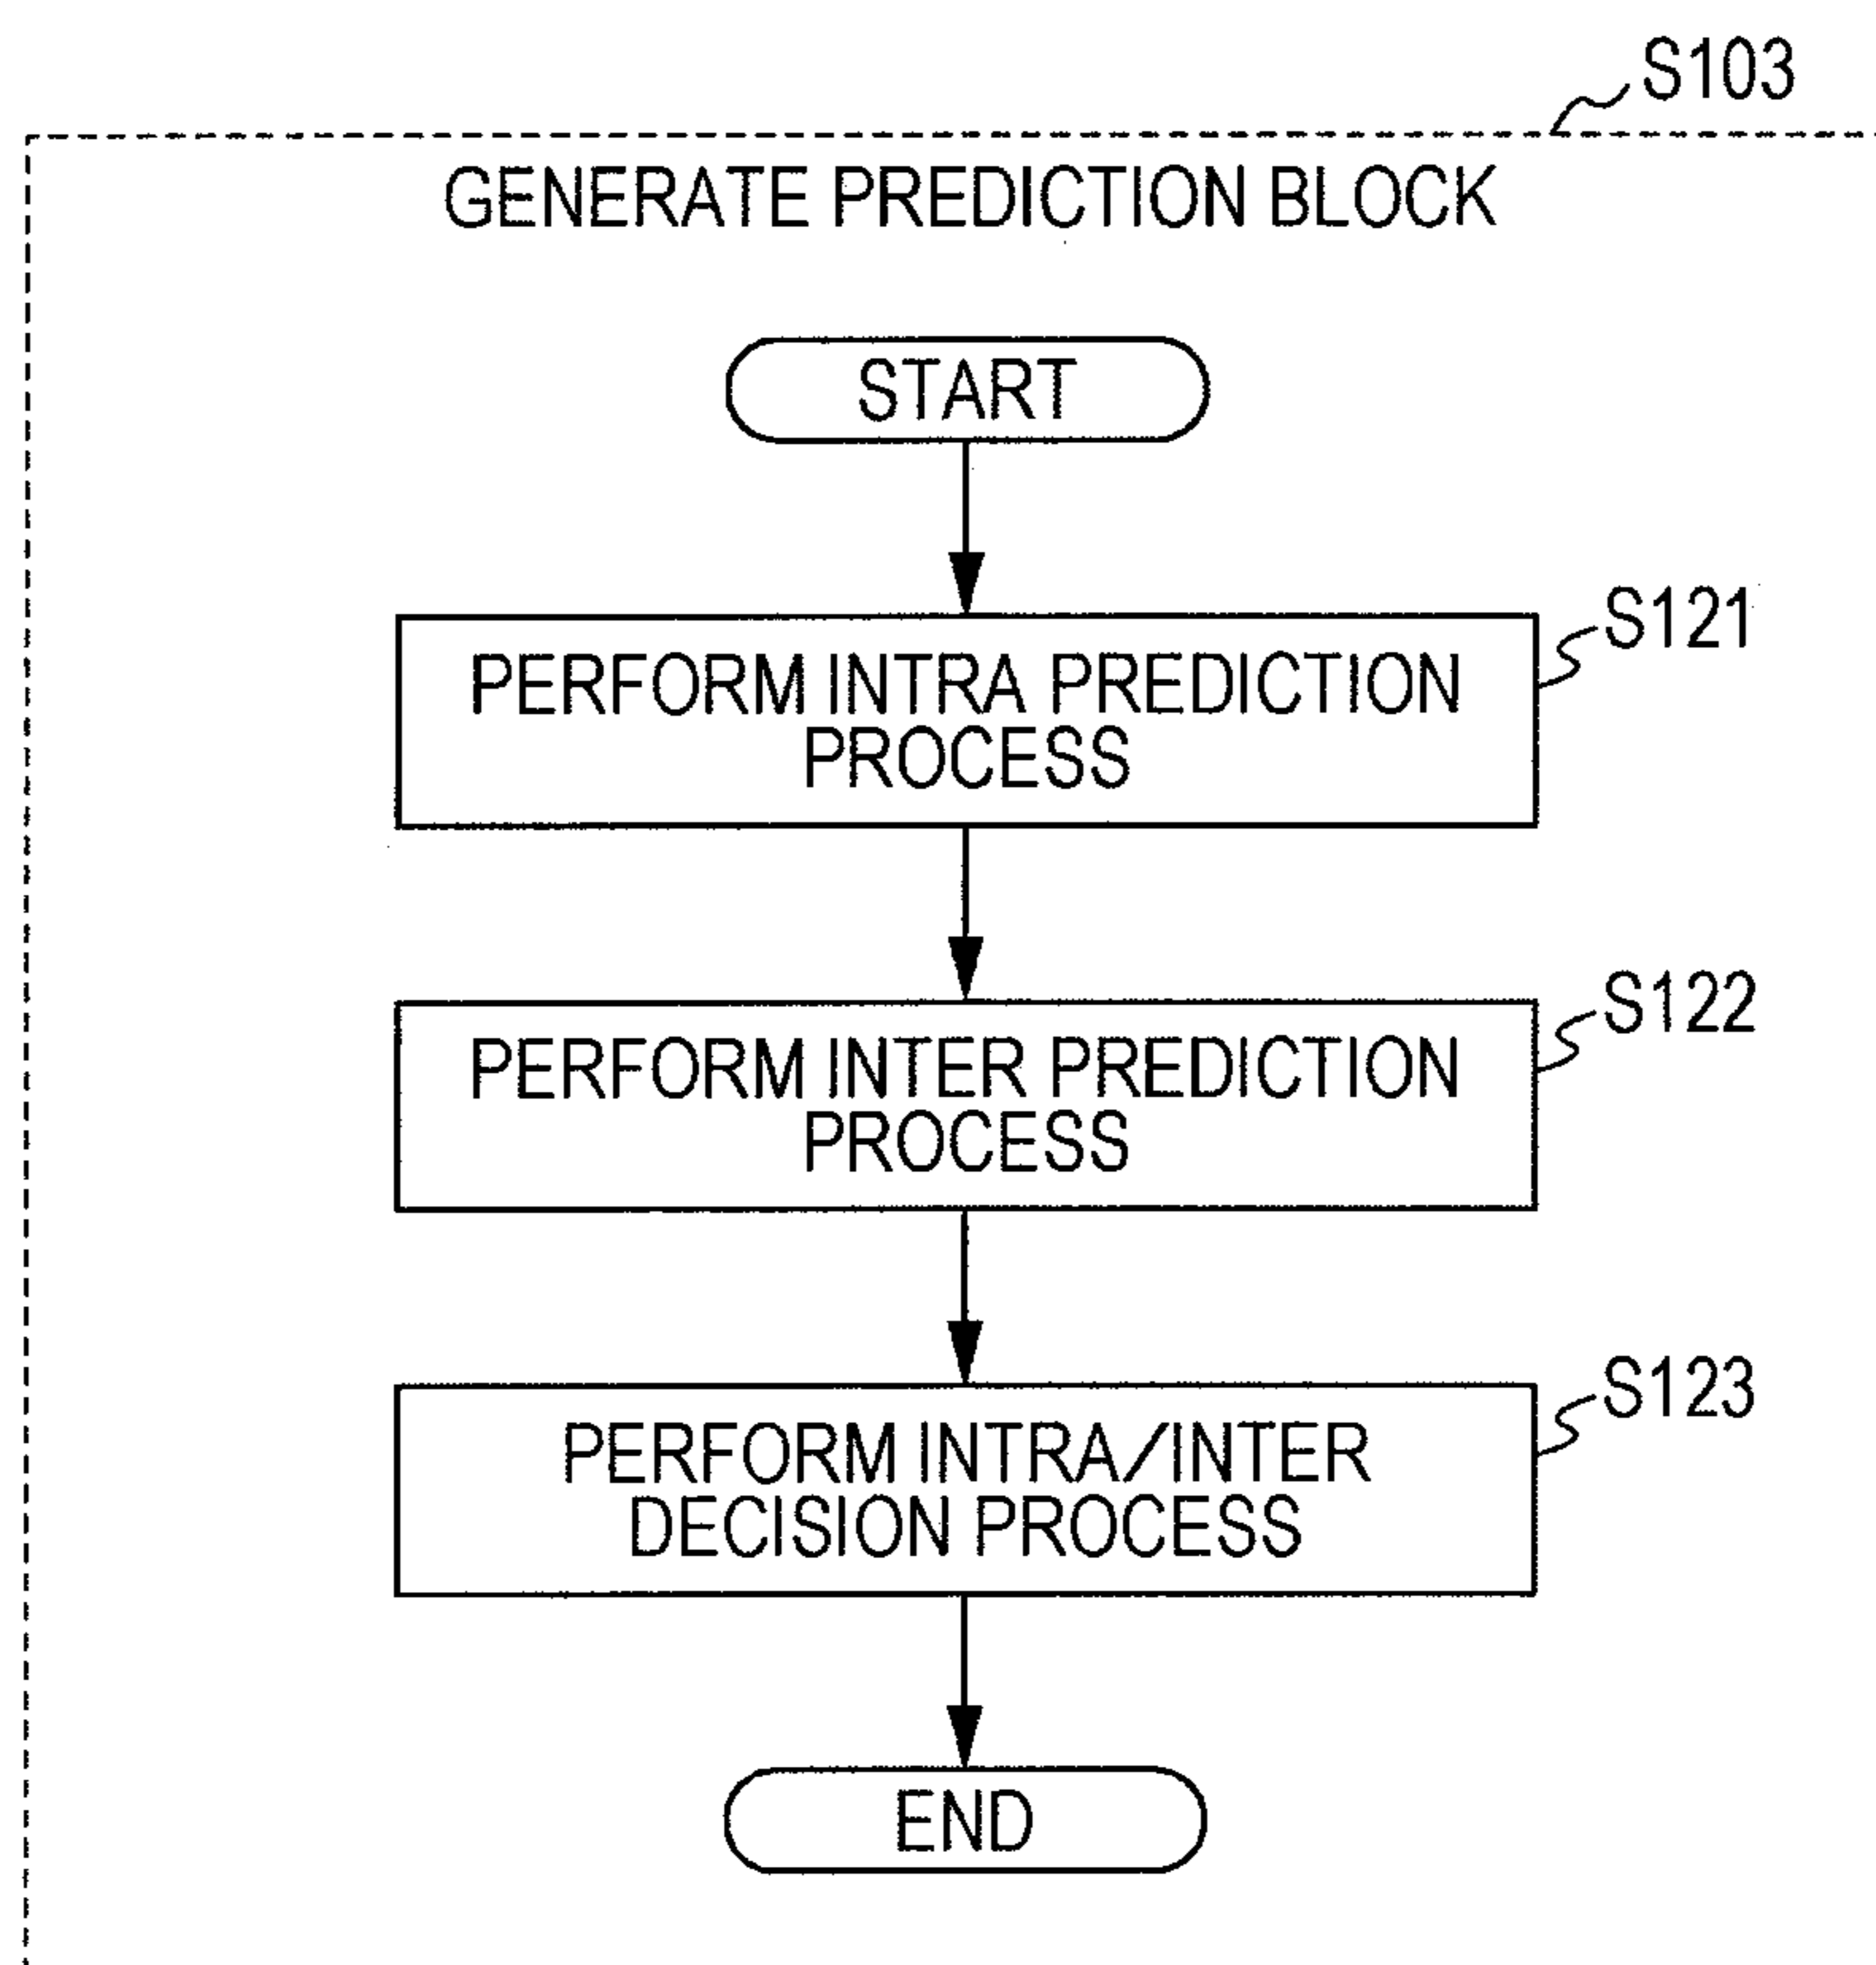 S103
GENERATE PREDICTION BLOCK
START
S121
PERFORM INTRA PREDICTION
PROCESS
S122
PERFORM INTER PREDICTION
PROCESS
S123
PERFORM INTRA/INTER
DECISION PROCESS
END